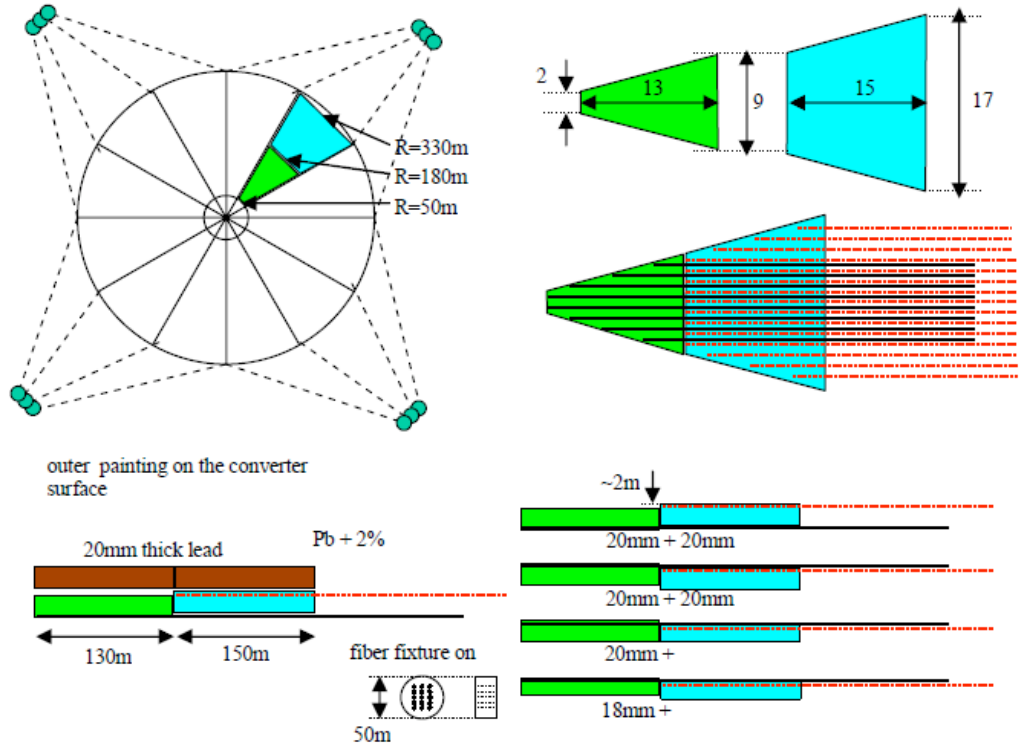 R=330m
R=180m
R=50m
2
13
9
15
17
outer painting on the converter
surface
20mm thick lead
Pb + 2%
130m
150m
fiber fixture on
50m
~2m
20mm + 20mm
20mm + 20mm
20mm +
18mm +